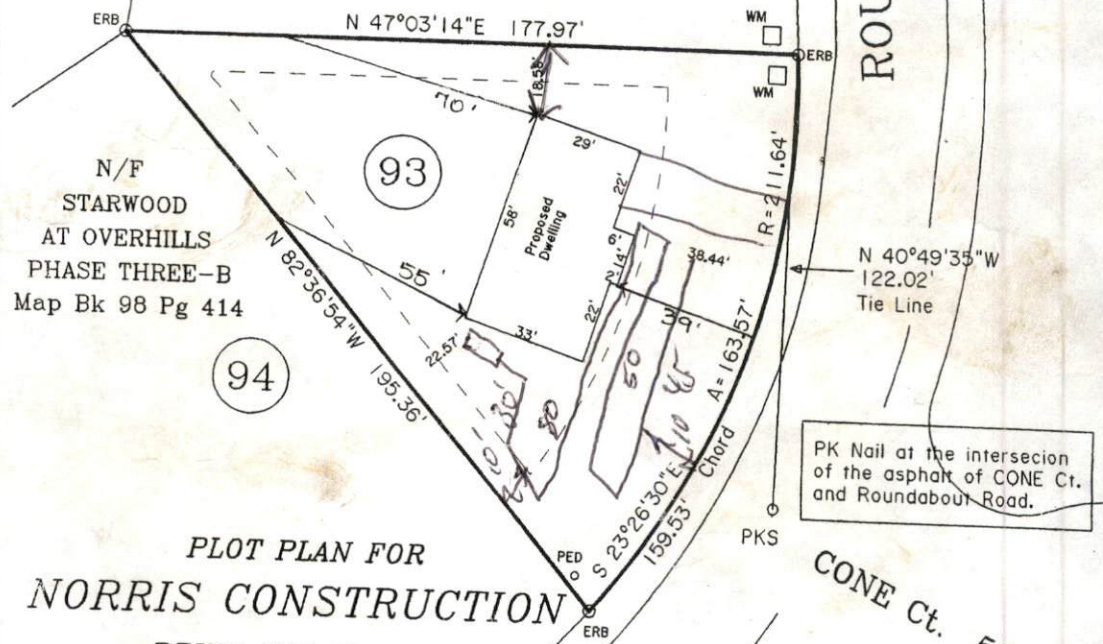 ERB
N 47°03'14"E 177.97'
WM
ERB
WM
ROU
18.58'
70'
93
29'
22'
R = 211.64'
58'
Proposed
Dwelling
6'
2'
14'
38.44'
N/F
STARWOOD
AT OVERHILLS
PHASE THREE-B
Map Bk 98 Pg 414
N 82°36'54"W
195.36'
55'
33'
22'
22.57'
39'
A = 163.57'
N 40°49'35"W
122.02'
Tie Line
94
30'
80
50
10
45
S 23°26'30"E
159.53'
Chord
PK Nail at the intersecion
of the asphalt of CONE Ct.
and Roundabout Road.
PKS
PED
ERB
CONE Ct.
PLOT PLAN FOR
NORRIS CONSTRUCTION